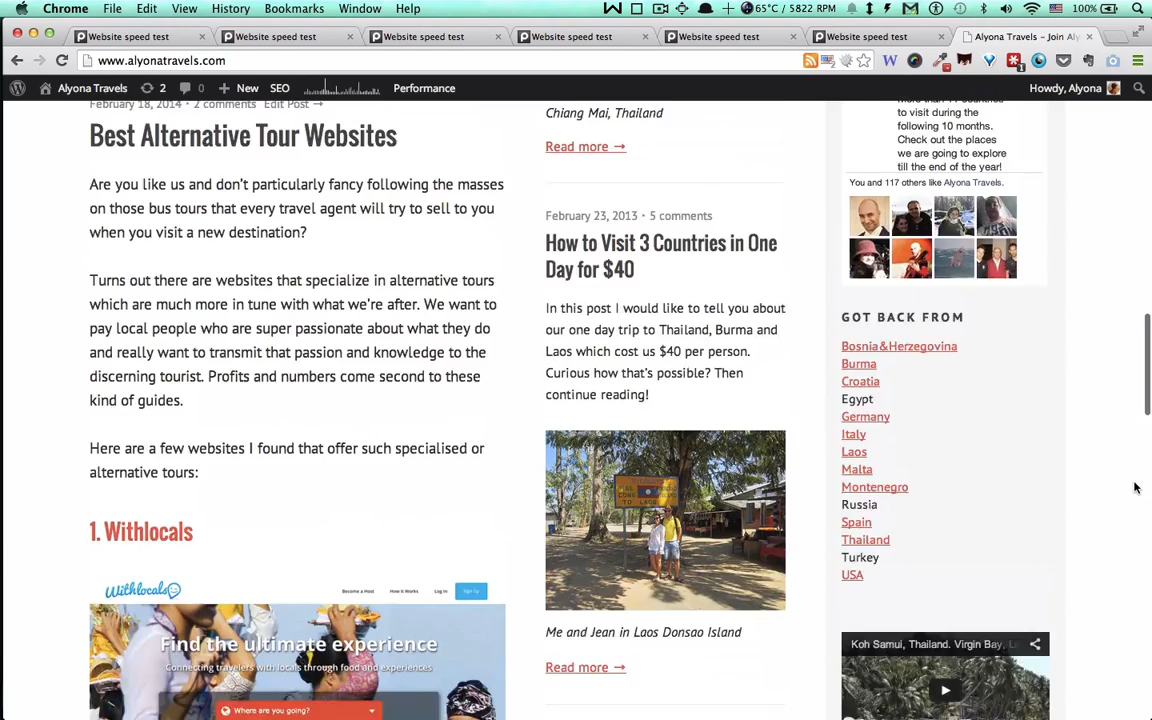 Chrome File Edit View History Bookmarks Window Help 65°C / 5822 RPM 100%
Website speed test
Website speed test
Website speed test
Website speed test
Website speed test
Website speed test
Alyona Travels – Join Aly
www.alyonatravels.com
Alyona Travels 2 0 New SEO Performance Howdy, Alyona
February 18, 2014 · 2 comments Edit Post →
Best Alternative Tour Websites
Are you like us and don't particularly fancy following the masses
on those bus tours that every travel agent will try to sell to you
when you visit a new destination?
Turns out there are websites that specialize in alternative tours
which are much more in tune with what we're after. We want to
pay local people who are super passionate about what they do
and really want to transmit that passion and knowledge to the
discerning tourist. Profits and numbers come second to these
kind of guides.
Here are a few websites I found that offer such specialised or
alternative tours:
1. Withlocals
Withlocals
Become a Host How It Works Log In Sign Up
Find the ultimate experience
Connecting travelers with locals through food and experiences
Where are you going?
Chiang Mai, Thailand
Read more →
February 23, 2013 · 5 comments
How to Visit 3 Countries in One
Day for $40
In this post I would like to tell you about
our one day trip to Thailand, Burma and
Laos which cost us $40 per person.
Curious how that's possible? Then
continue reading!
Me and Jean in Laos Donsao Island
Read more →
to visit during the
following 10 months.
Check out the places
we are going to explore
till the end of the year!
You and 117 others like Alyona Travels.
GOT BACK FROM
Bosnia&Herzegovina
Burma
Croatia
Egypt
Germany
Italy
Laos
Malta
Montenegro
Russia
Spain
Thailand
Turkey
USA
Koh Samui, Thailand. Virgin Bay,